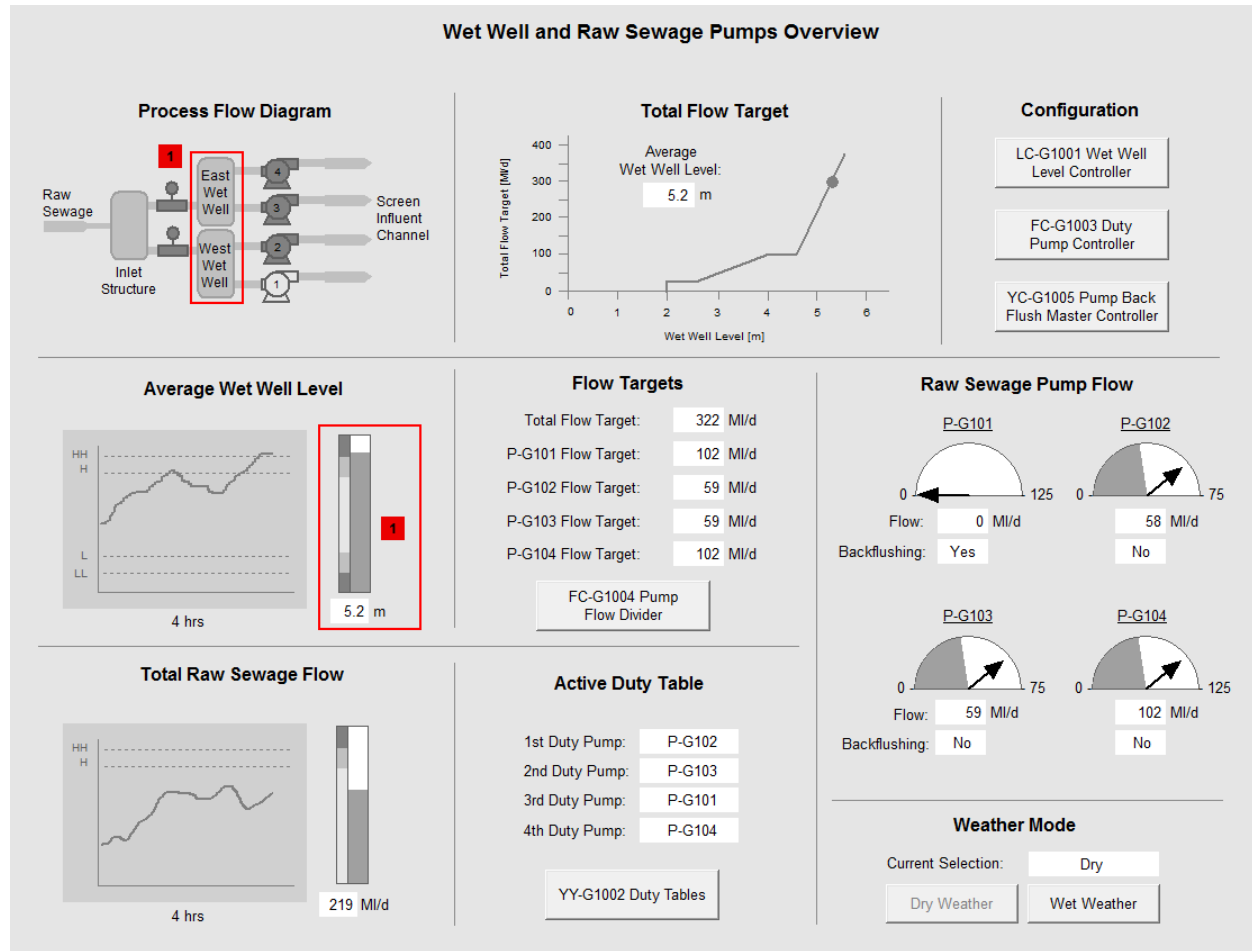 Wet Well and Raw Sewage Pumps Overview
Process Flow Diagram
1
Raw
Sewage
Inlet
Structure
East
Wet
Well
West
Wet
Well
4
3
2
1
Screen
Influent
Channel
Total Flow Target
Total Flow Target [Ml/d]
400
300
200
100
0
Average
Wet Well Level:
5.2 m
0 1 2 3 4 5 6
Wet Well Level [m]
Configuration
LC-G1001 Wet Well
Level Controller
FC-G1003 Duty
Pump Controller
YC-G1005 Pump Back
Flush Master Controller
Average Wet Well Level
HH
H
L
LL
4 hrs
1
5.2 m
Flow Targets
Total Flow Target: 322 Ml/d
P-G101 Flow Target: 102 Ml/d
P-G102 Flow Target: 59 Ml/d
P-G103 Flow Target: 59 Ml/d
P-G104 Flow Target: 102 Ml/d
FC-G1004 Pump
Flow Divider
Raw Sewage Pump Flow
P-G101 P-G102
0 125 0 75
Flow: 0 Ml/d 58 Ml/d
Backflushing: Yes No
P-G103 P-G104
0 75 0 125
Flow: 59 Ml/d 102 Ml/d
Backflushing: No No
Total Raw Sewage Flow
HH
H
4 hrs
219 Ml/d
Active Duty Table
1st Duty Pump: P-G102
2nd Duty Pump: P-G103
3rd Duty Pump: P-G101
4th Duty Pump: P-G104
YY-G1002 Duty Tables
Weather Mode
Current Selection: Dry
Dry Weather Wet Weather